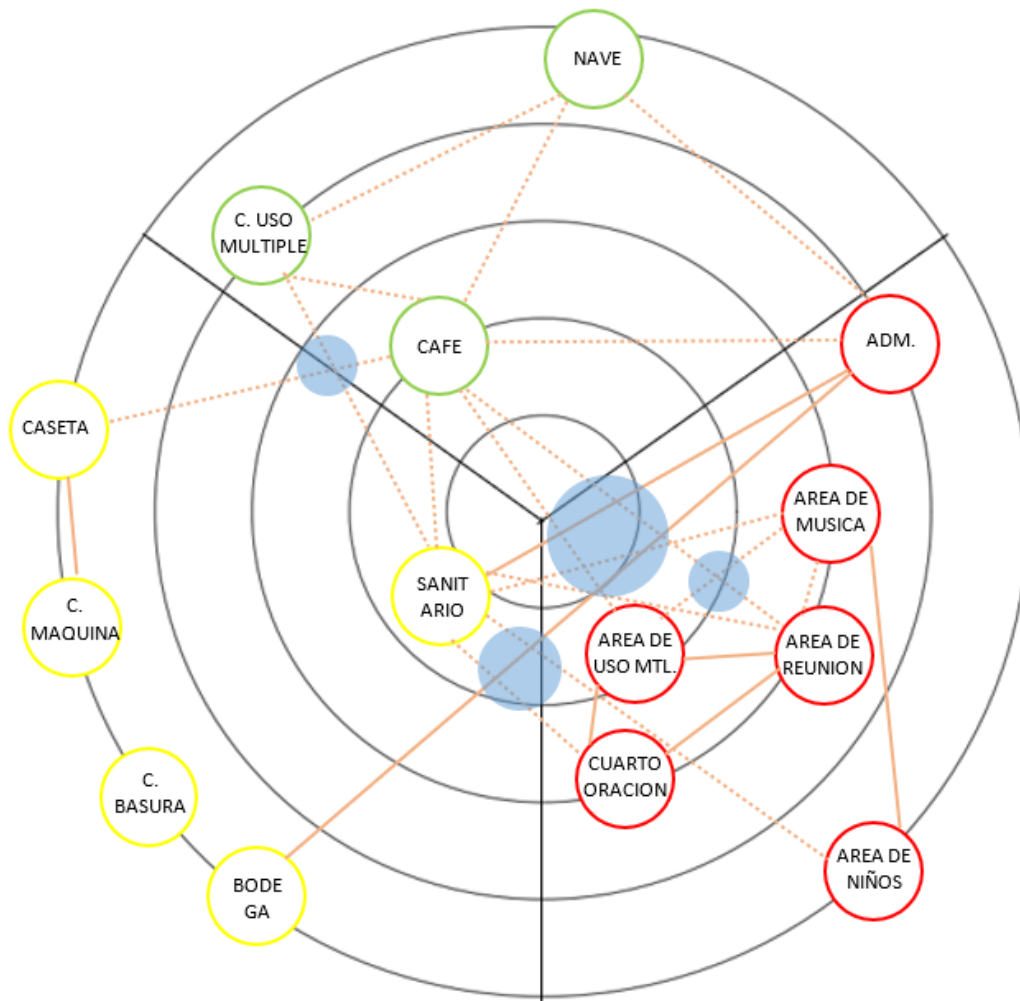 NAVE
C. USO
MULTIPLE
CAFE
ADM.
CASETA
AREA DE
MUSICA
SANIT
ARIO
C.
MAQUINA
AREA DE
USO MTL.
AREA DE
REUNION
CUARTO
ORACION
C.
BASURA
AREA DE
NIÑOS
BODE
GA